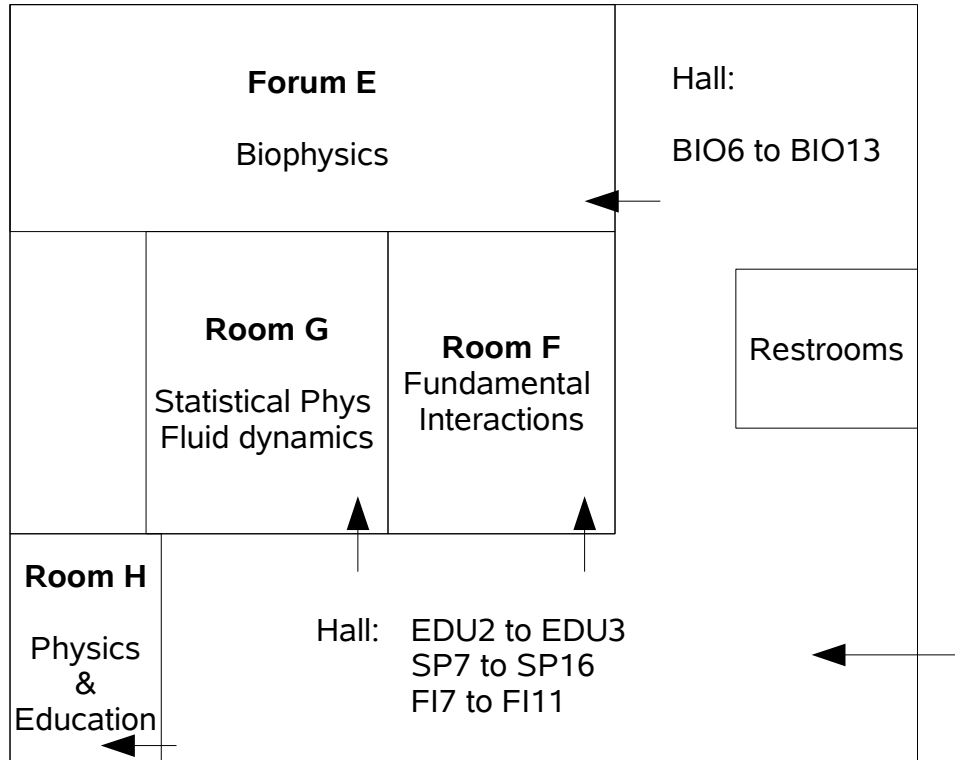 Forum E
Biophysics
Hall:
BIO6 to BIO13
Room G
Statistical Phys
Fluid dynamics
Room F
Fundamental
Interactions
Restrooms
Room H
Physics
&
Education
Hall: EDU2 to EDU3
SP7 to SP16
FI7 to FI11